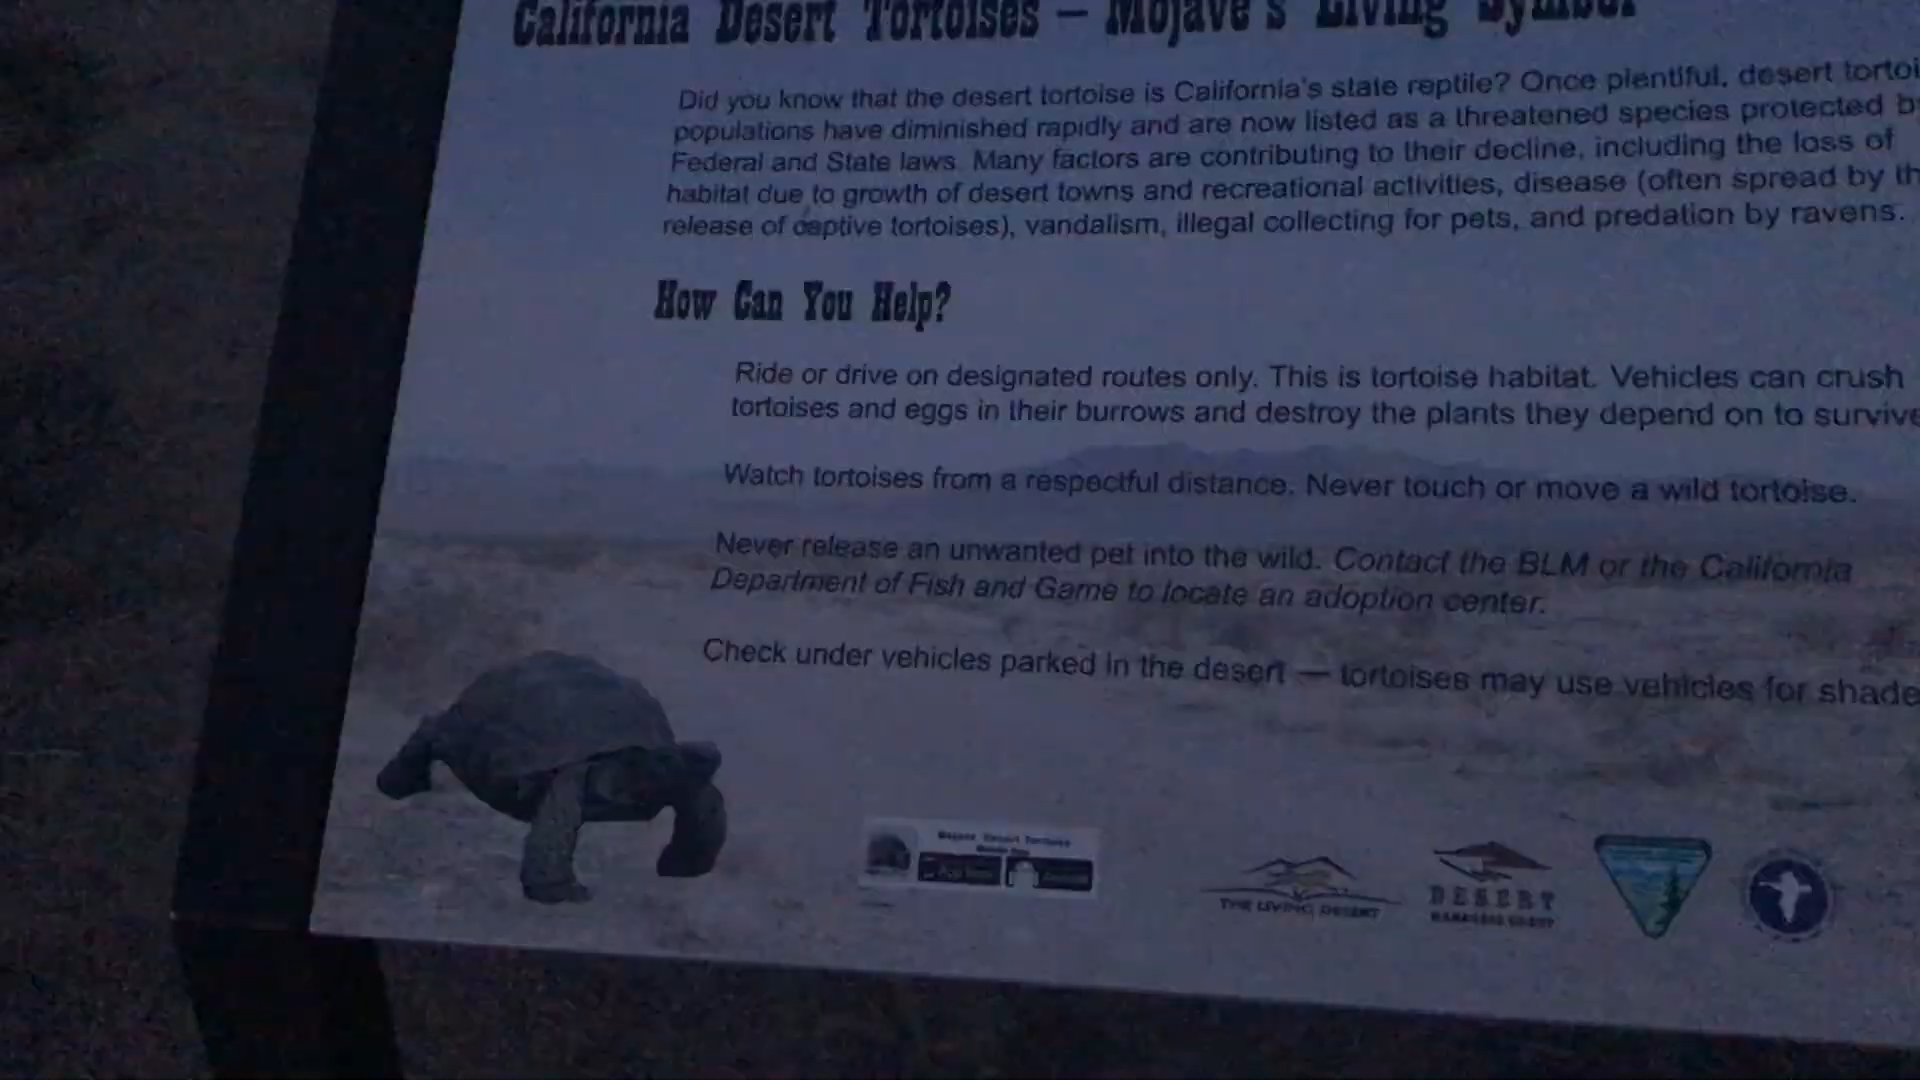 California Desert Tortoises – Mojave's Living Symbol
Did you know that the desert tortoise is California's state reptile? Once plentiful, desert tortoi
populations have diminished rapidly and are now listed as a threatened species protected b
Federal and State laws. Many factors are contributing to their decline, including the loss of
habitat due to growth of desert towns and recreational activities, disease (often spread by th
release of captive tortoises), vandalism, illegal collecting for pets, and predation by ravens.
How Can You Help?
Ride or drive on designated routes only. This is tortoise habitat. Vehicles can crush
tortoises and eggs in their burrows and destroy the plants they depend on to survive
Watch tortoises from a respectful distance. Never touch or move a wild tortoise.
Never release an unwanted pet into the wild. Contact the BLM or the California
Department of Fish and Game to locate an adoption center.
Check under vehicles parked in the desert — tortoises may use vehicles for shade
Mojave Desert Tortoise
App Store
THE LIVING DESERT
DESERT
MANAGERS GROUP